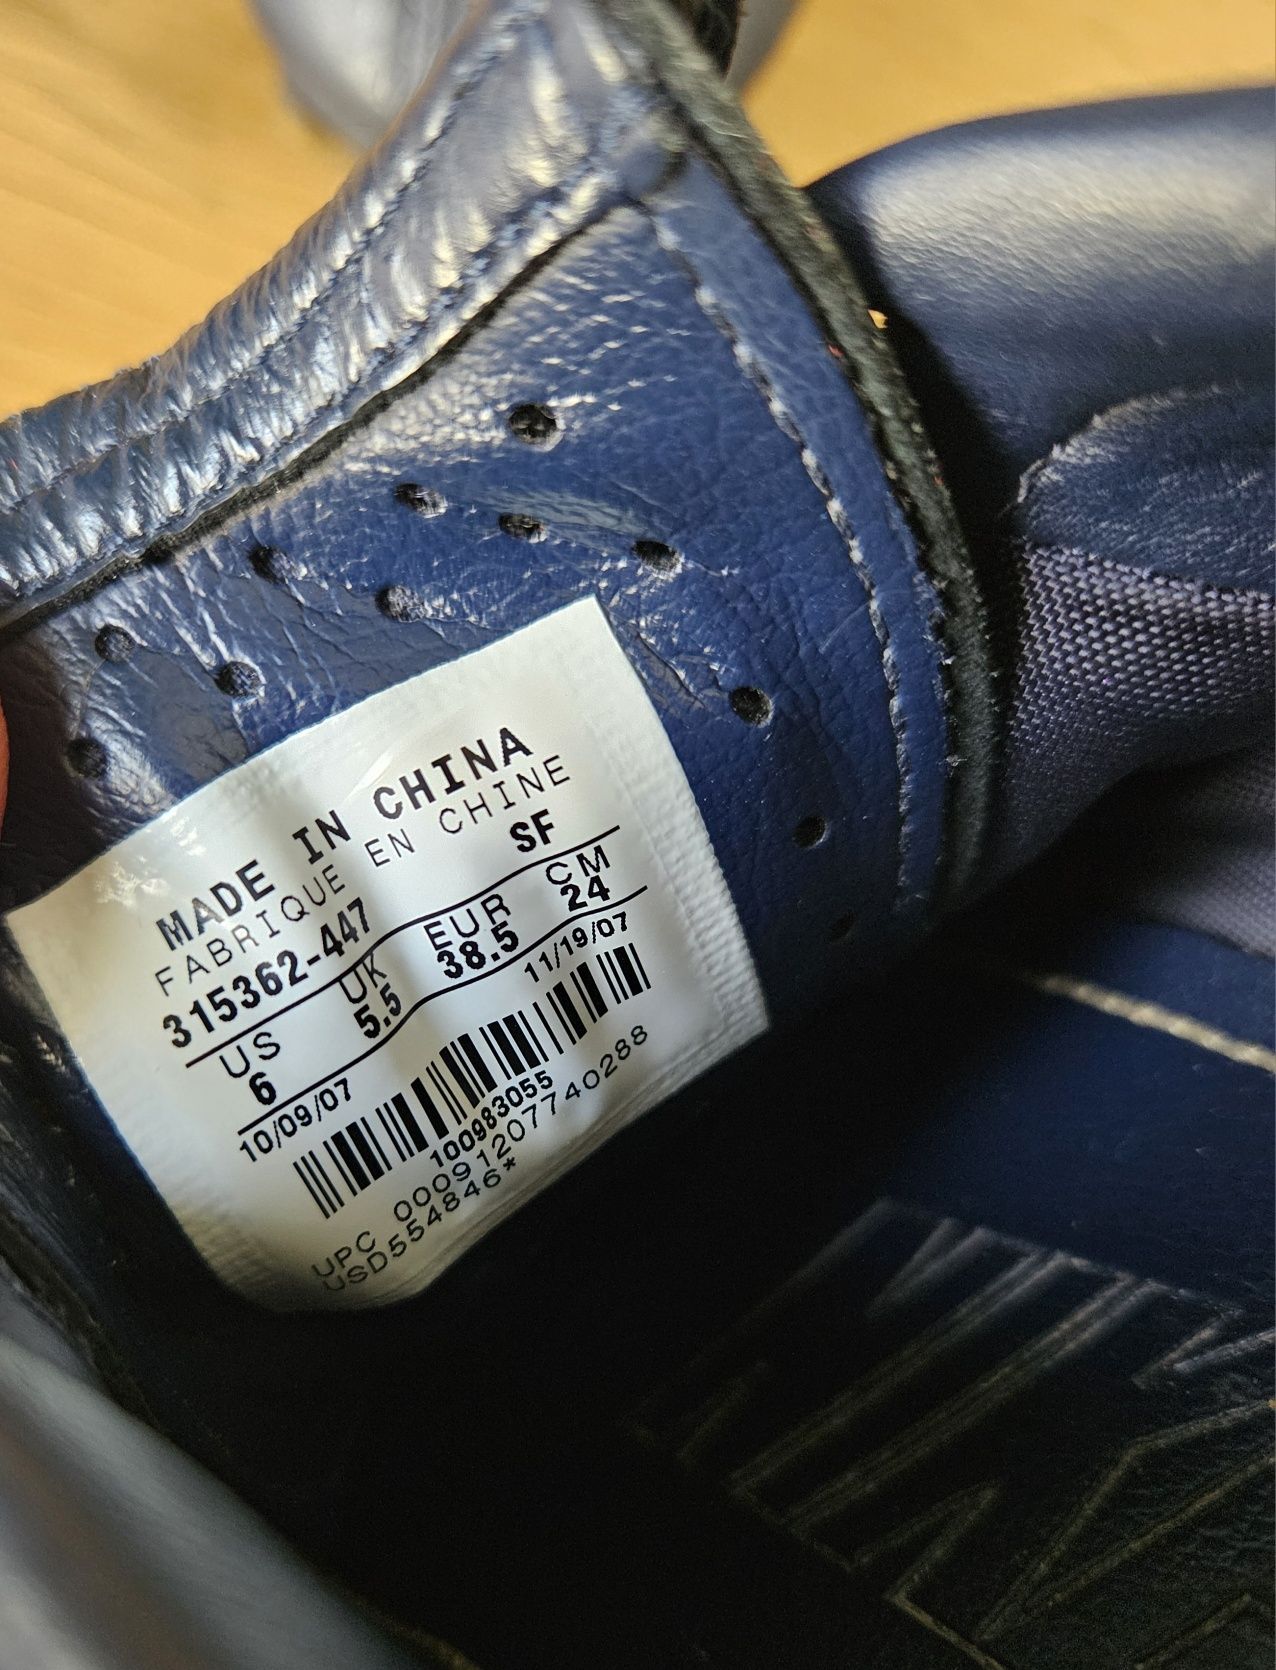 MADE IN CHINA
FABRIQUE EN CHINE
315362-447 SF
US UK EUR CM
6 5.5 38.5 24
10/09/07 11/19/07
100983055
UPC 00091207740288
USD554846*